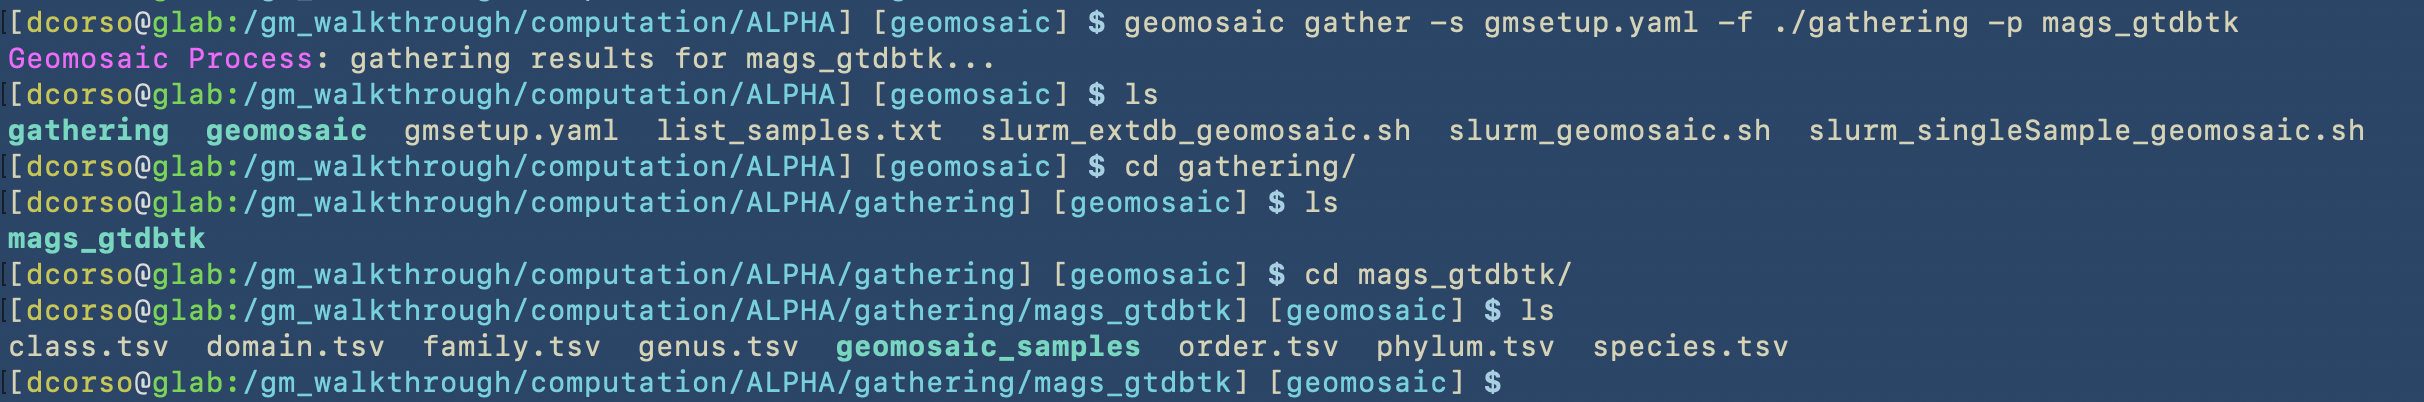 [[dcorso@glab:/gm_walkthrough/computation/ALPHA] [geomosaic] $ geomosaic gather -s gmsetup.yaml -f ./gathering -p mags_gtdbtk
Geomosaic Process: gathering results for mags_gtdbtk...
[[dcorso@glab:/gm_walkthrough/computation/ALPHA] [geomosaic] $ ls
gathering  geomosaic  gmsetup.yaml  list_samples.txt  slurm_extdb_geomosaic.sh  slurm_geomosaic.sh  slurm_singleSample_geomosaic.sh
[[dcorso@glab:/gm_walkthrough/computation/ALPHA] [geomosaic] $ cd gathering/
[[dcorso@glab:/gm_walkthrough/computation/ALPHA/gathering] [geomosaic] $ ls
mags_gtdbtk
[[dcorso@glab:/gm_walkthrough/computation/ALPHA/gathering] [geomosaic] $ cd mags_gtdbtk/
[[dcorso@glab:/gm_walkthrough/computation/ALPHA/gathering/mags_gtdbtk] [geomosaic] $ ls
class.tsv  domain.tsv  family.tsv  genus.tsv  geomosaic_samples  order.tsv  phylum.tsv  species.tsv
[[dcorso@glab:/gm_walkthrough/computation/ALPHA/gathering/mags_gtdbtk] [geomosaic] $